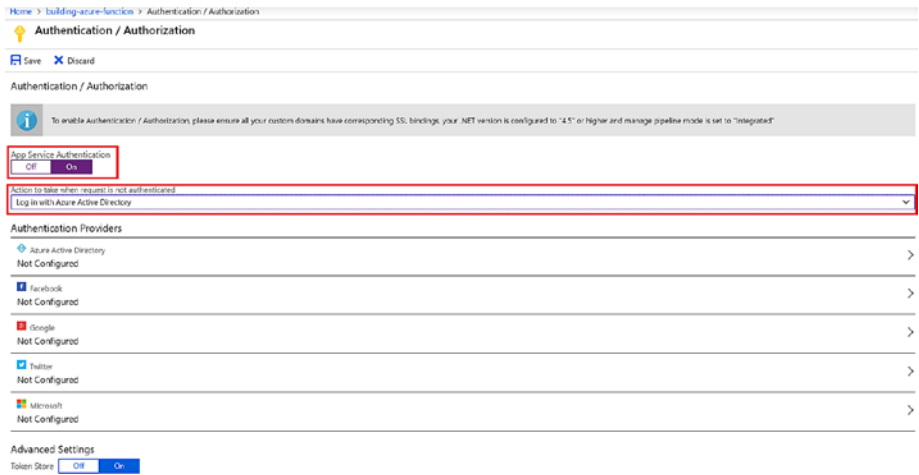 Home > building-azure-function > Authentication / Authorization
Authentication / Authorization
Save Discard
Authentication / Authorization
To enable Authentication / Authorization, please ensure all your custom domains have corresponding SSL bindings, your .NET version is configured to "4.5" or higher and manage pipeline mode is set to "Integrated"
App Service Authentication
Off On
Action to take when request is not authenticated
Log in with Azure Active Directory
Authentication Providers
Azure Active Directory
Not Configured
Facebook
Not Configured
Google
Not Configured
Twitter
Not Configured
Microsoft
Not Configured
Advanced Settings
Token Store Off On